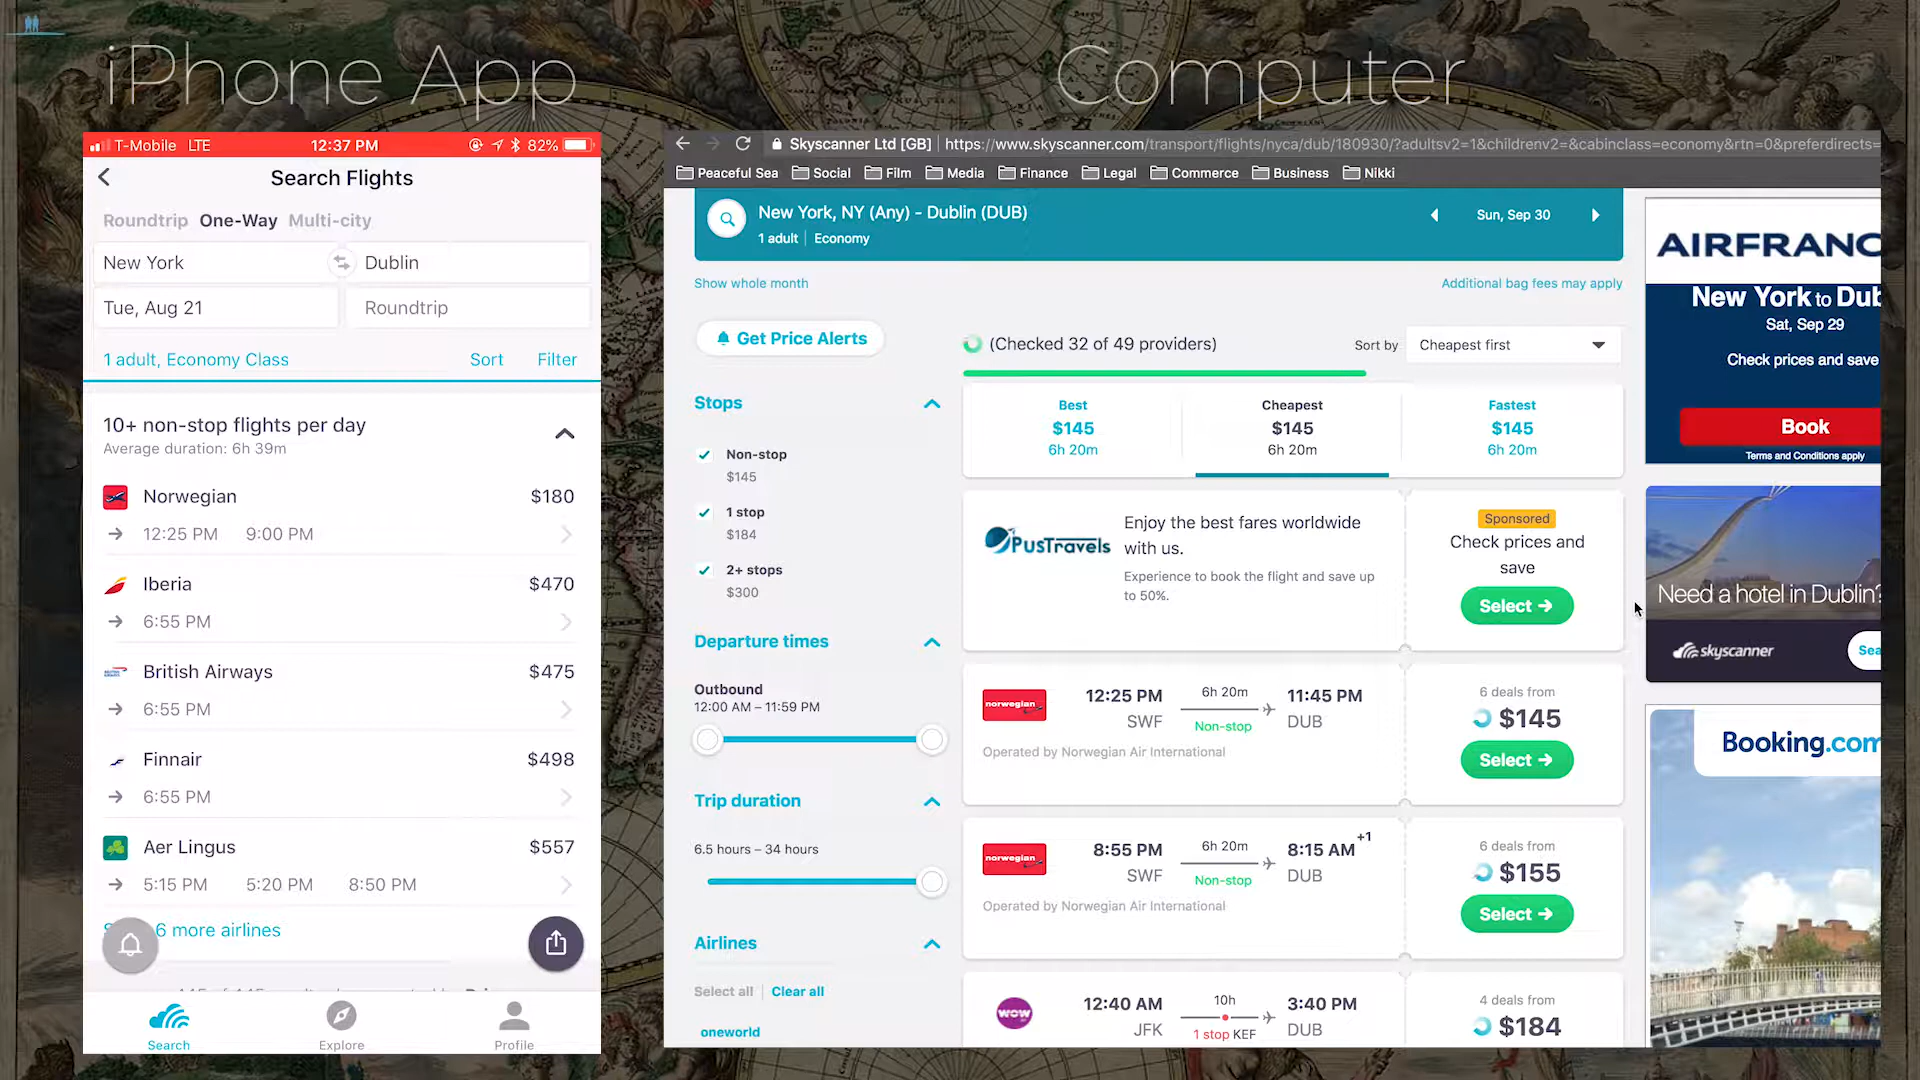 iPhone App
Computer
T-Mobile LTE 12:37 PM 82%
Search Flights
Roundtrip One-Way Multi-city
New York Dublin
Tue, Aug 21 Roundtrip
1 adult, Economy Class Sort Filter
10+ non-stop flights per day
Average duration: 6h 39m
Norwegian $180
12:25 PM 9:00 PM
Iberia $470
6:55 PM
British Airways $475
6:55 PM
Finnair $498
6:55 PM
Aer Lingus $557
5:15 PM 5:20 PM 8:50 PM
6 more airlines
Search Explore Profile
Skyscanner Ltd [GB] https://www.skyscanner.com/transport/flights/nyca/dub/180930/?adultsv2=1&childrenv2=&cabinclass=economy&rtn=0&preferdirects=
Peaceful Sea Social Film Media Finance Legal Commerce Business Nikki
New York, NY (Any) - Dublin (DUB)
1 adult Economy
Sun, Sep 30
Show whole month
Additional bag fees may apply
Get Price Alerts
(Checked 32 of 49 providers)
Sort by Cheapest first
Stops
Non-stop
$145
1 stop
$184
2+ stops
$300
Departure times
Outbound
12:00 AM – 11:59 PM
Trip duration
6.5 hours – 34 hours
Airlines
Select all Clear all
oneworld
Best Cheapest Fastest
$145 $145 $145
6h 20m 6h 20m 6h 20m
PusTravels
Enjoy the best fares worldwide
with us.
Experience to book the flight and save up
to 50%.
Sponsored
Check prices and
save
Select
norwegian
12:25 PM 6h 20m 11:45 PM
SWF Non-stop DUB
Operated by Norwegian Air International
6 deals from
$145
Select
norwegian
8:55 PM 6h 20m 8:15 AM +1
SWF Non-stop DUB
Operated by Norwegian Air International
6 deals from
$155
Select
WOW
12:40 AM 10h 3:40 PM
JFK 1 stop KEF DUB
4 deals from
$184
AIRFRANC
New York to Dub
Sat, Sep 29
Check prices and save
Book
Terms and Conditions apply
Need a hotel in Dublin?
skyscanner
Sea
Booking.com